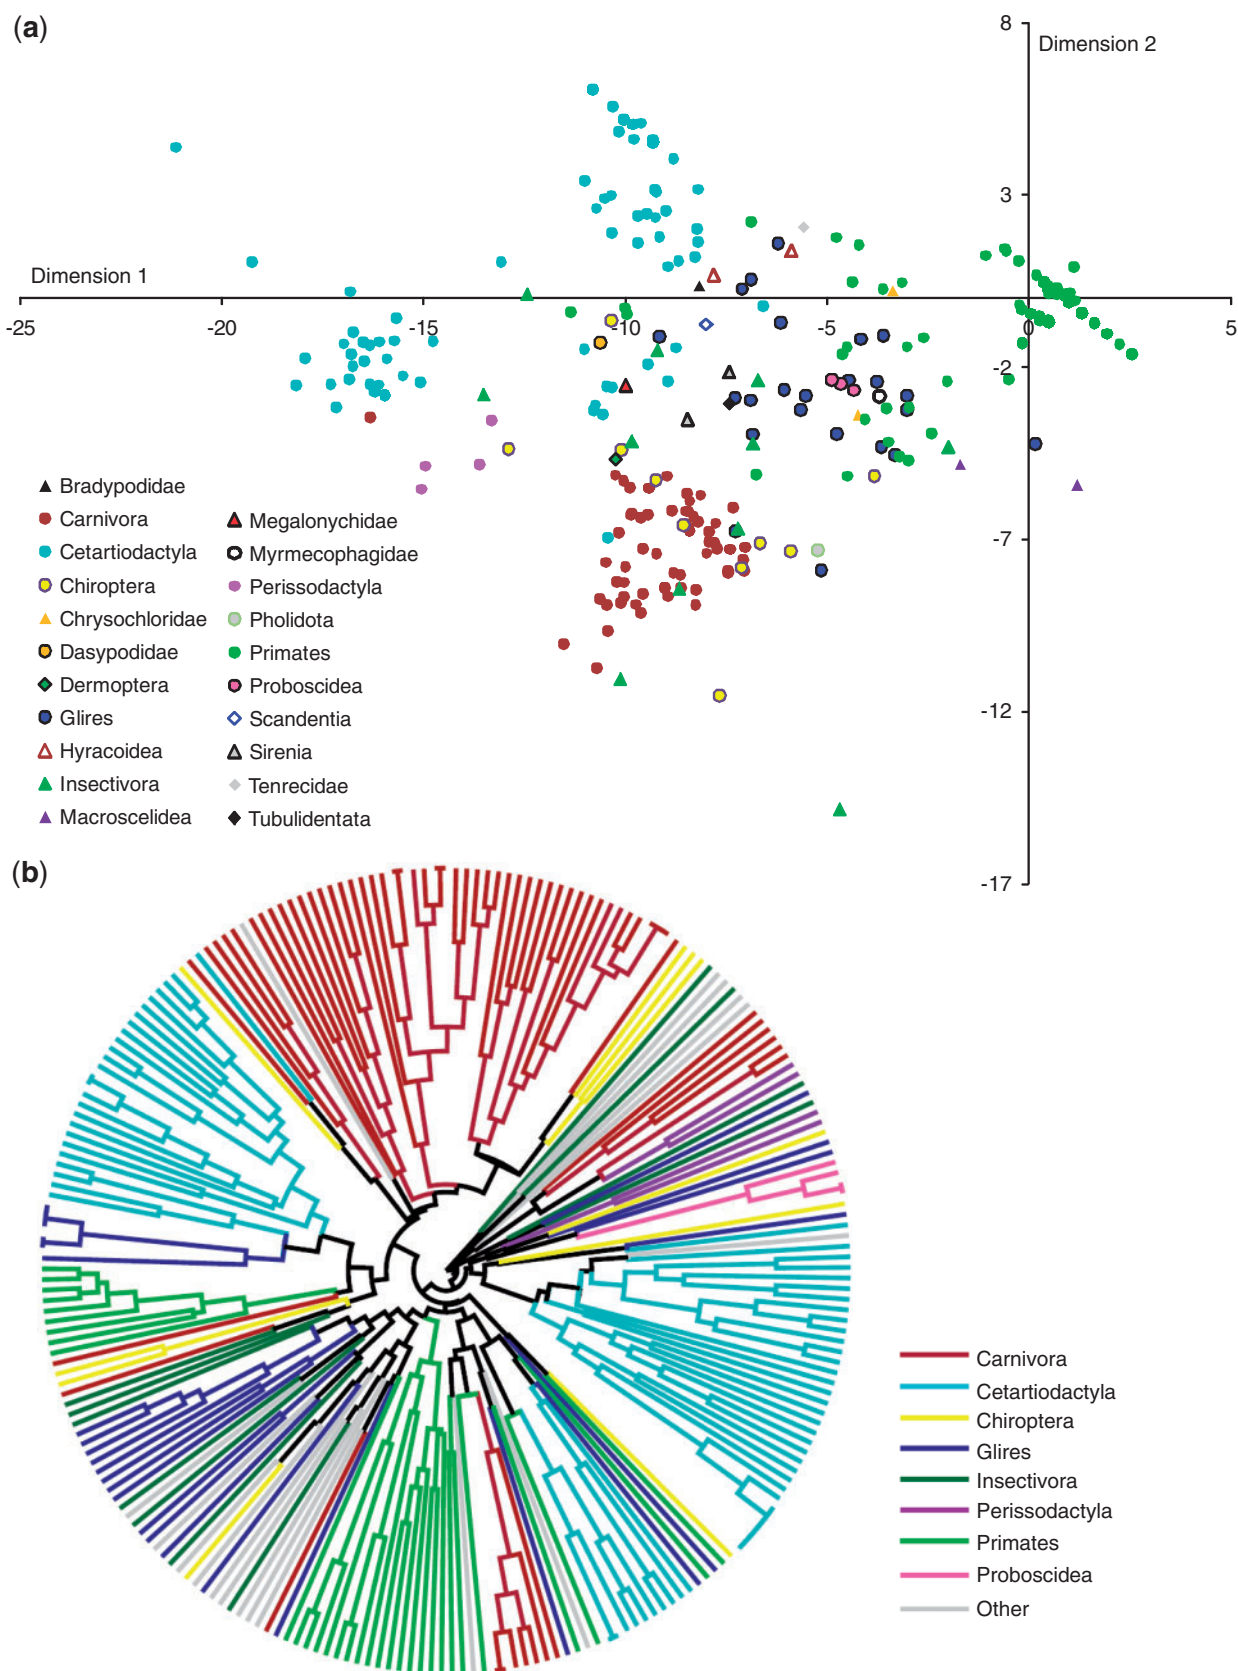 (a)
8
Dimension 2
3
Dimension 1
-25
-20
-15
-10
-5
0
5
-2
-7
-12
-17
Bradypodidae
Carnivora
Cetartiodactyla
Chiroptera
Chrysochloridae
Dasypodidae
Dermoptera
Glires
Hyracoidea
Insectivora
Macroscelidea
Megalonychidae
Myrmecophagidae
Perissodactyla
Pholidota
Primates
Proboscidea
Scandentia
Sirenia
Tenrecidae
Tubulidentata
(b)
Carnivora
Cetartiodactyla
Chiroptera
Glires
Insectivora
Perissodactyla
Primates
Proboscidea
Other